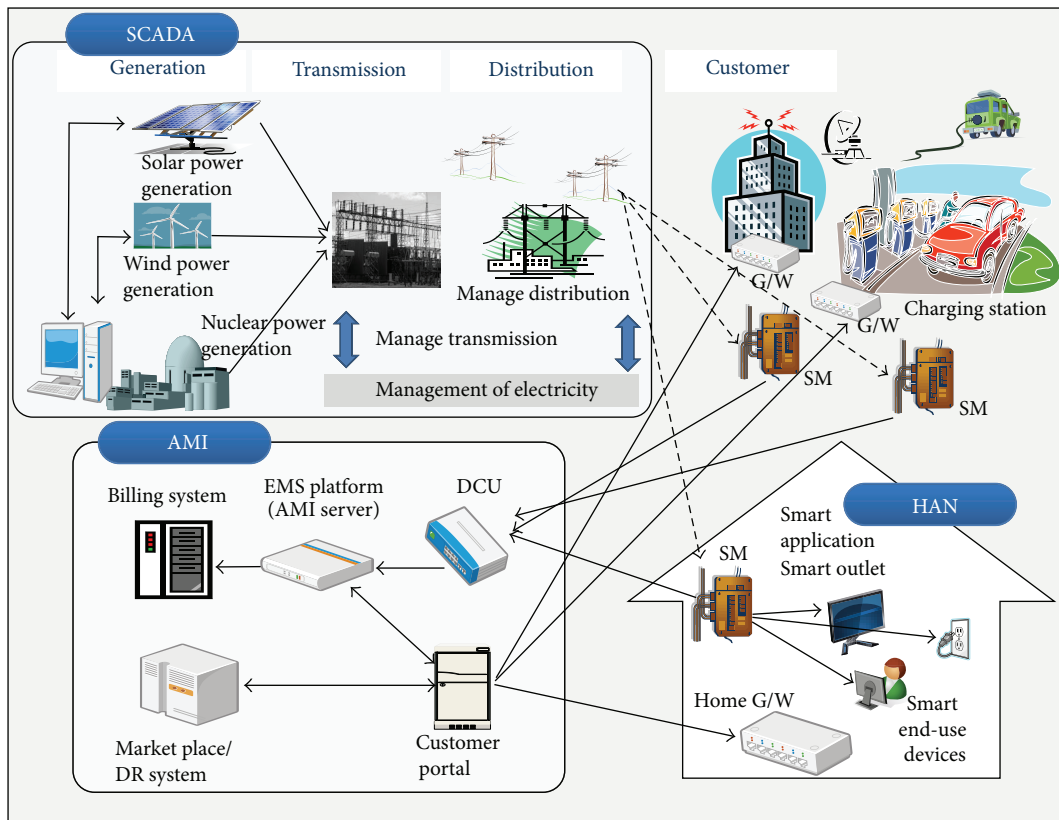 SCADA
Generation
Transmission
Distribution
Customer
Solar power
generation
Wind power
generation
Nuclear power
generation
Manage distribution
Manage transmission
Management of electricity
G/W
G/W
Charging station
SM
SM
AMI
Billing system
EMS platform
(AMI server)
DCU
Market place/
DR system
Customer
portal
HAN
Smart
application
Smart outlet
SM
Home G/W
Smart
end-use
devices